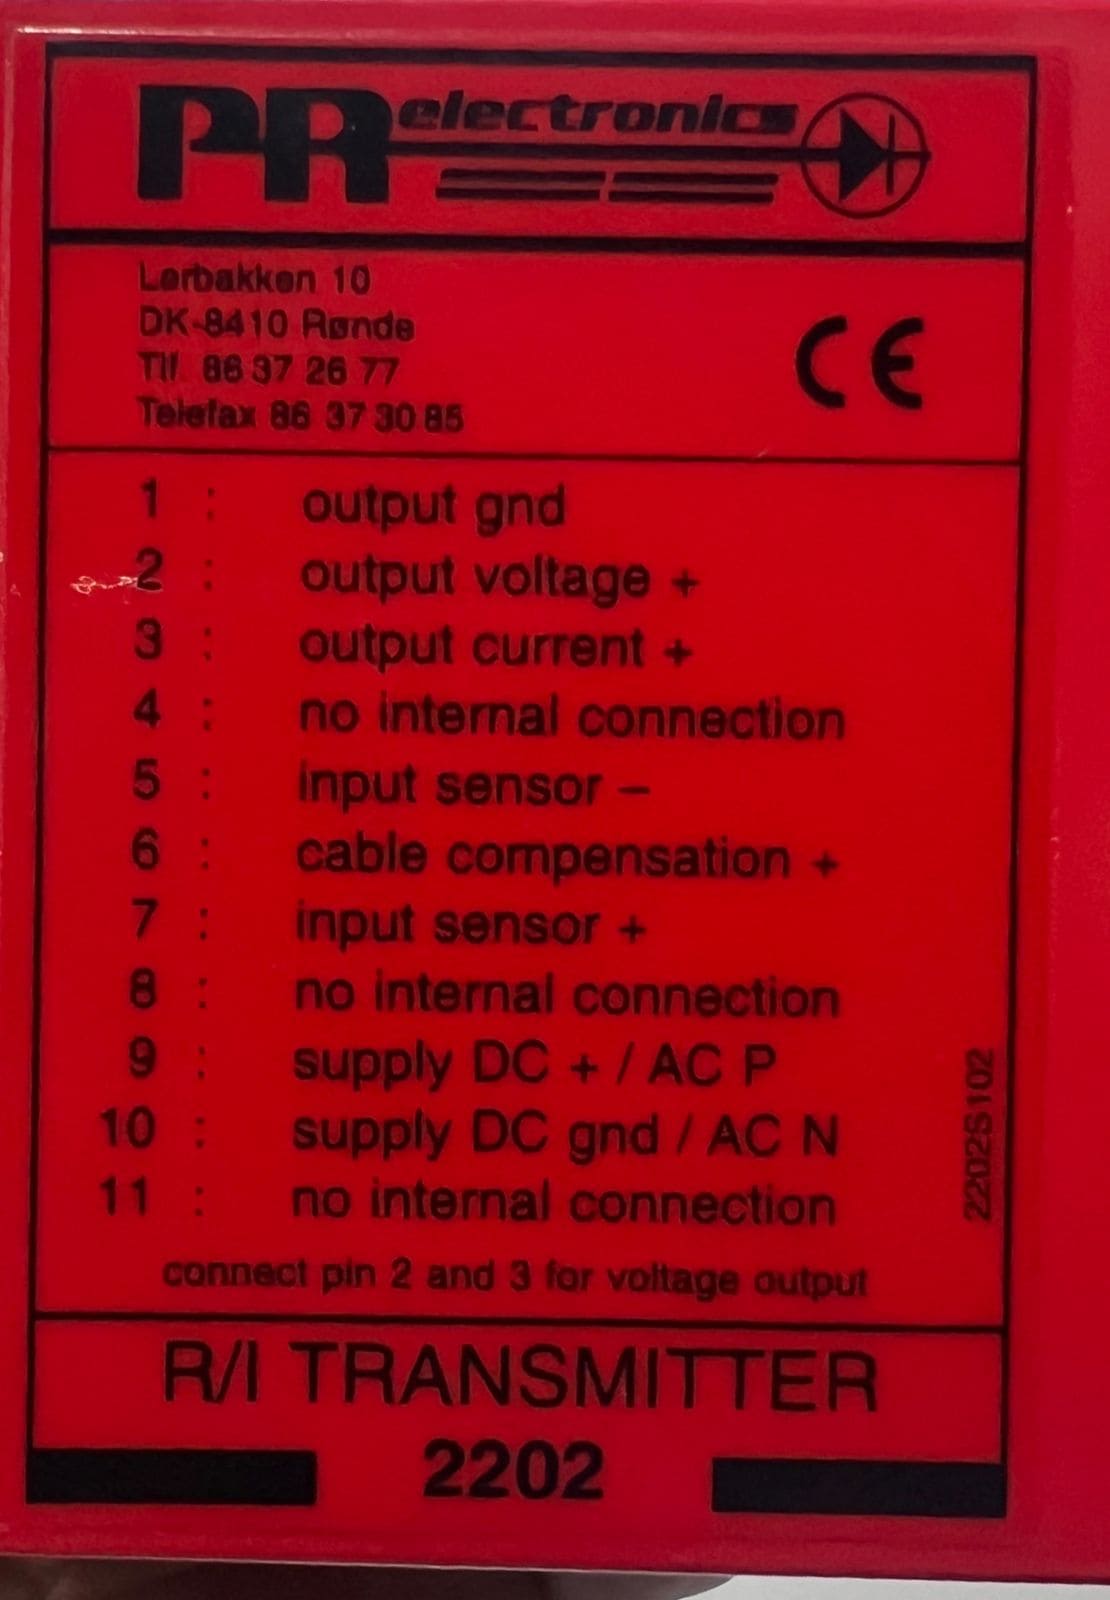 PR electronics
Lerbakken 10
DK-8410 Rønde
Tlf. 86 37 26 77
Telefax 86 37 30 85
CE
1 : output gnd
2 : output voltage +
3 : output current +
4 : no internal connection
5 : input sensor –
6 : cable compensation +
7 : input sensor +
8 : no internal connection
9 : supply DC + / AC P
10 : supply DC gnd / AC N
11 : no internal connection
2202S102
connect pin 2 and 3 for voltage output
R/I TRANSMITTER
2202